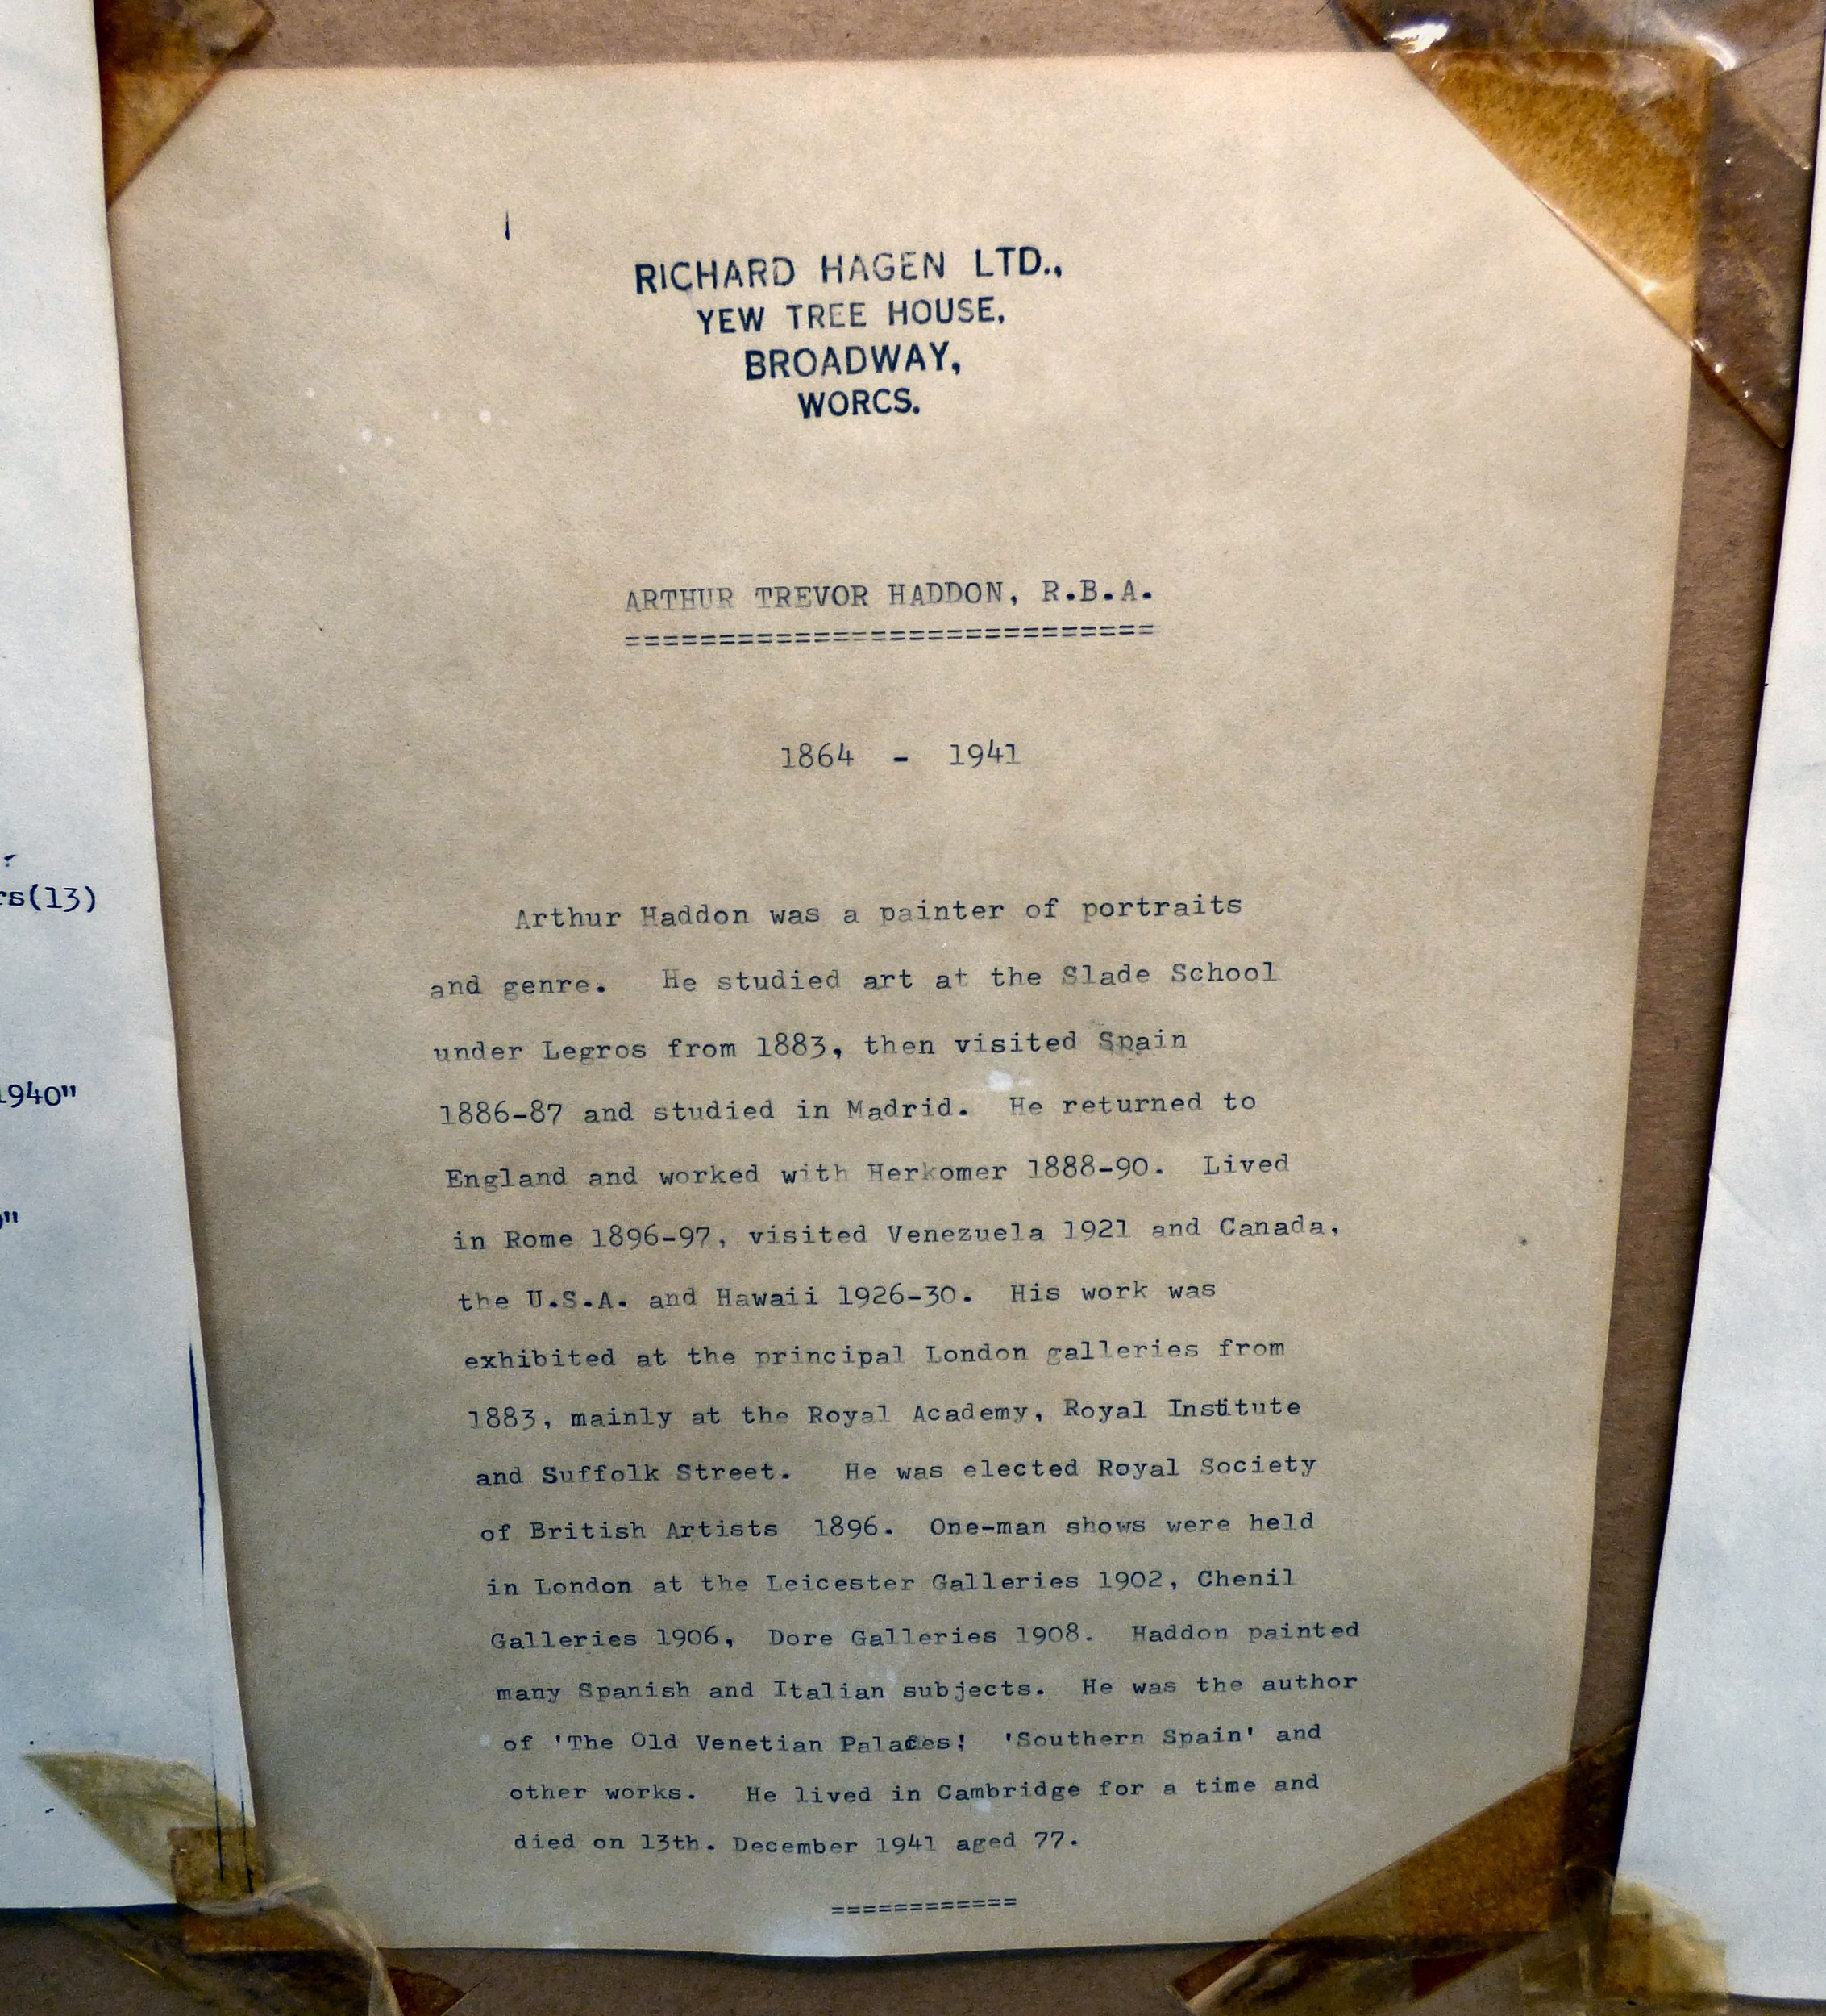 RICHARD HAGEN LTD.,
YEW TREE HOUSE,
BROADWAY,
WORCS.
ARTHUR TREVOR HADDON, R.B.A.
============================
1864 - 1941
Arthur Haddon was a painter of portraits
and genre. He studied art at the Slade School
under Legros from 1883, then visited Spain
1886-87 and studied in Madrid. He returned to
England and worked with Herkomer 1888-90. Lived
in Rome 1896-97, visited Venezuela 1921 and Canada,
the U.S.A. and Hawaii 1926-30. His work was
exhibited at the principal London galleries from
1883, mainly at the Royal Academy, Royal Institute
and Suffolk Street. He was elected Royal Society
of British Artists 1896. One-man shows were held
in London at the Leicester Galleries 1902, Chenil
Galleries 1906, Dore Galleries 1908. Haddon painted
many Spanish and Italian subjects. He was the author
of 'The Old Venetian Palaces! 'Southern Spain' and
other works. He lived in Cambridge for a time and
died on 13th. December 1941 aged 77.
============
rs(13)
1940"